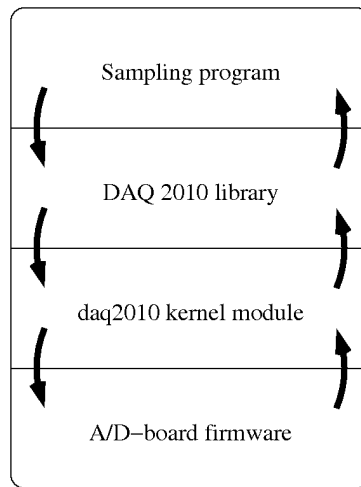 Sampling program
DAQ 2010 library
daq2010 kernel module
A/D−board firmware